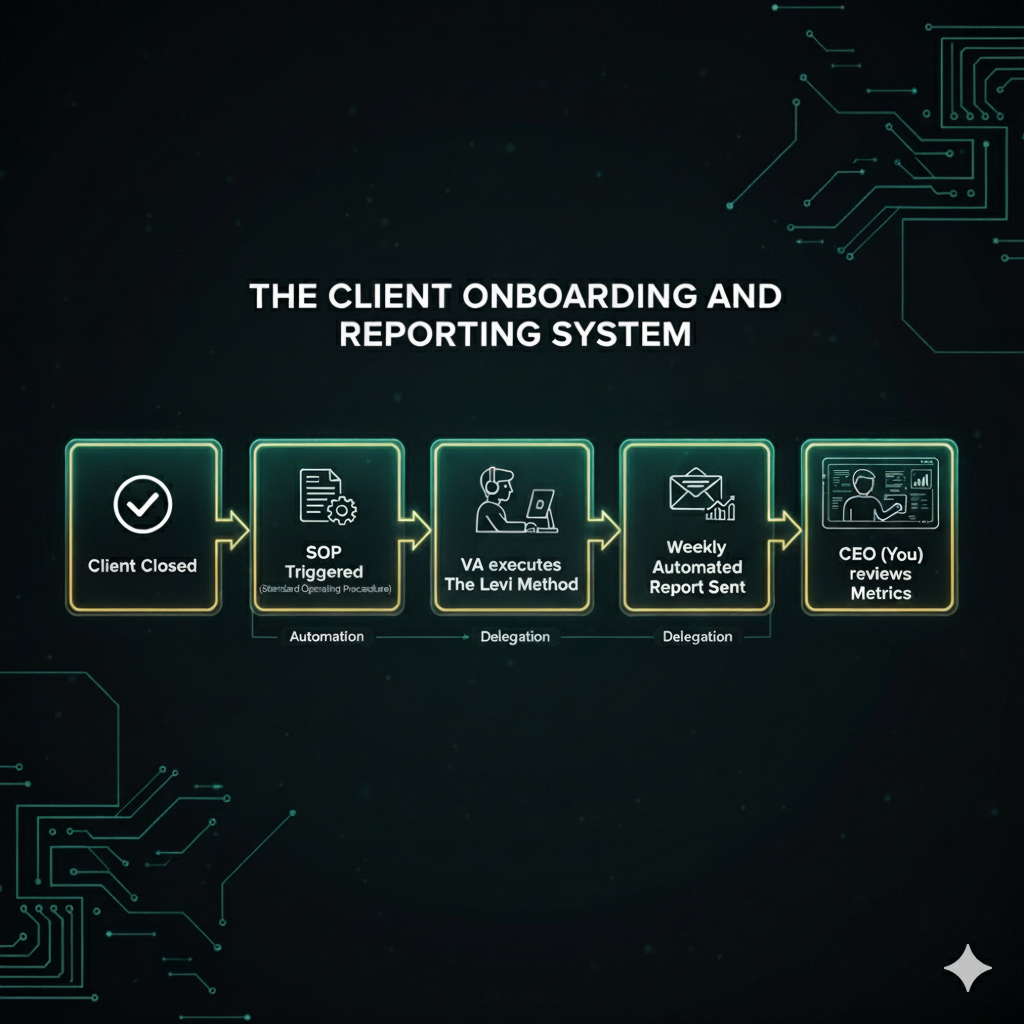 THE CLIENT ONBOARDING AND
REPORTING SYSTEM
Client Closed
SOP
Triggered
(Standard Operating Procedure)
VA executes
The Levi Method
Weekly
Automated
Report Sent
CEO (You)
reviews
Metrics
Automation
Delegation
Delegation